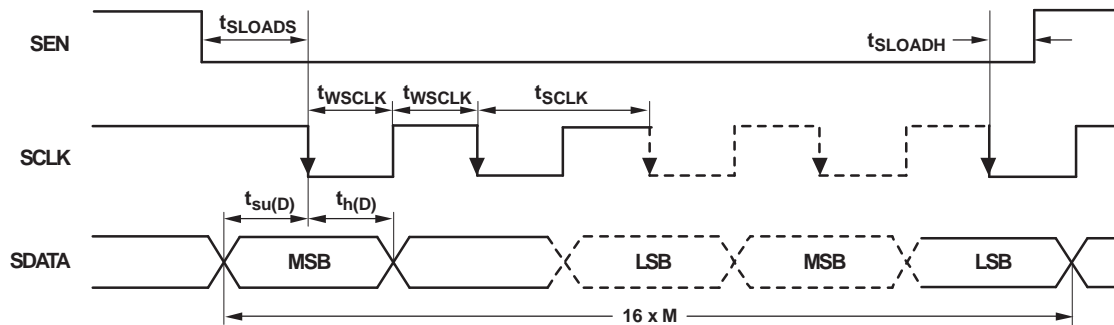 tSLOADS
SEN
tSLOADH
tWSCLK tWSCLK tSCLK
SCLK
tsu(D) th(D)
SDATA MSB LSB MSB LSB
16 x M